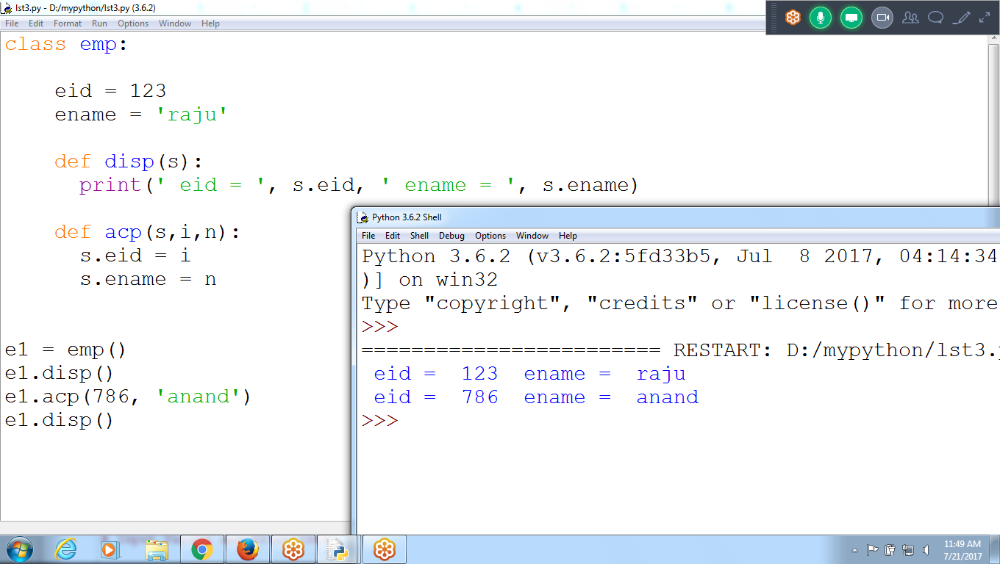 lst3.py - D:/mypython/lst3.py (3.6.2)
File Edit Format Run Options Window Help
class emp:
    eid = 123
    ename = 'raju'
    def disp(s):
      print(' eid = ', s.eid, ' ename = ', s.ename)
    def acp(s,i,n):
      s.eid = i
      s.ename = n
e1 = emp()
e1.disp()
e1.acp(786, 'anand')
e1.disp()
Python 3.6.2 Shell
File Edit Shell Debug Options Window Help
Python 3.6.2 (v3.6.2:5fd33b5, Jul  8 2017, 04:14:34
)] on win32
Type "copyright", "credits" or "license()" for more
>>>
======================== RESTART: D:/mypython/lst3.
 eid =  123  ename =  raju
 eid =  786  ename =  anand
>>>
11:49 AM
7/21/2017